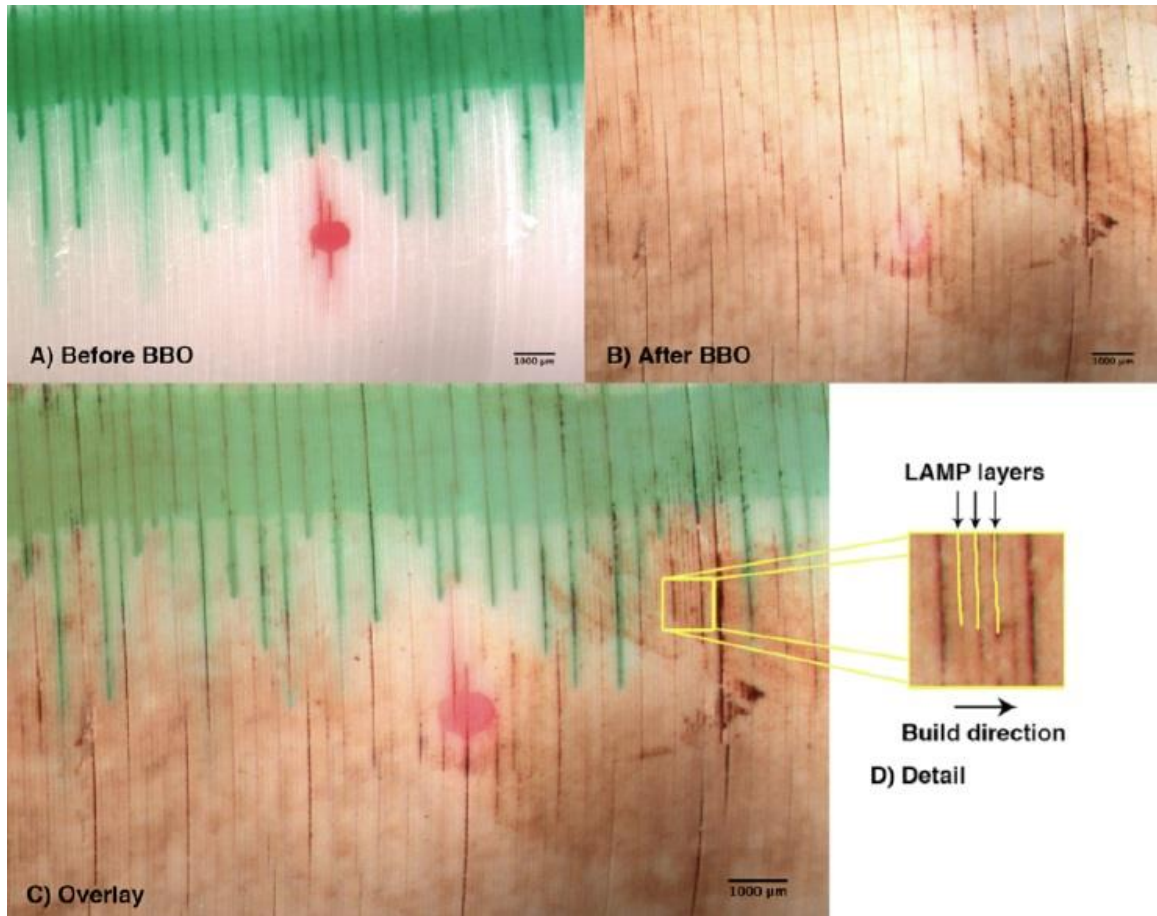 A) Before BBO
1000 µm
B) After BBO
1000 µm
LAMP layers
Build direction
D) Detail
C) Overlay
1000 µm